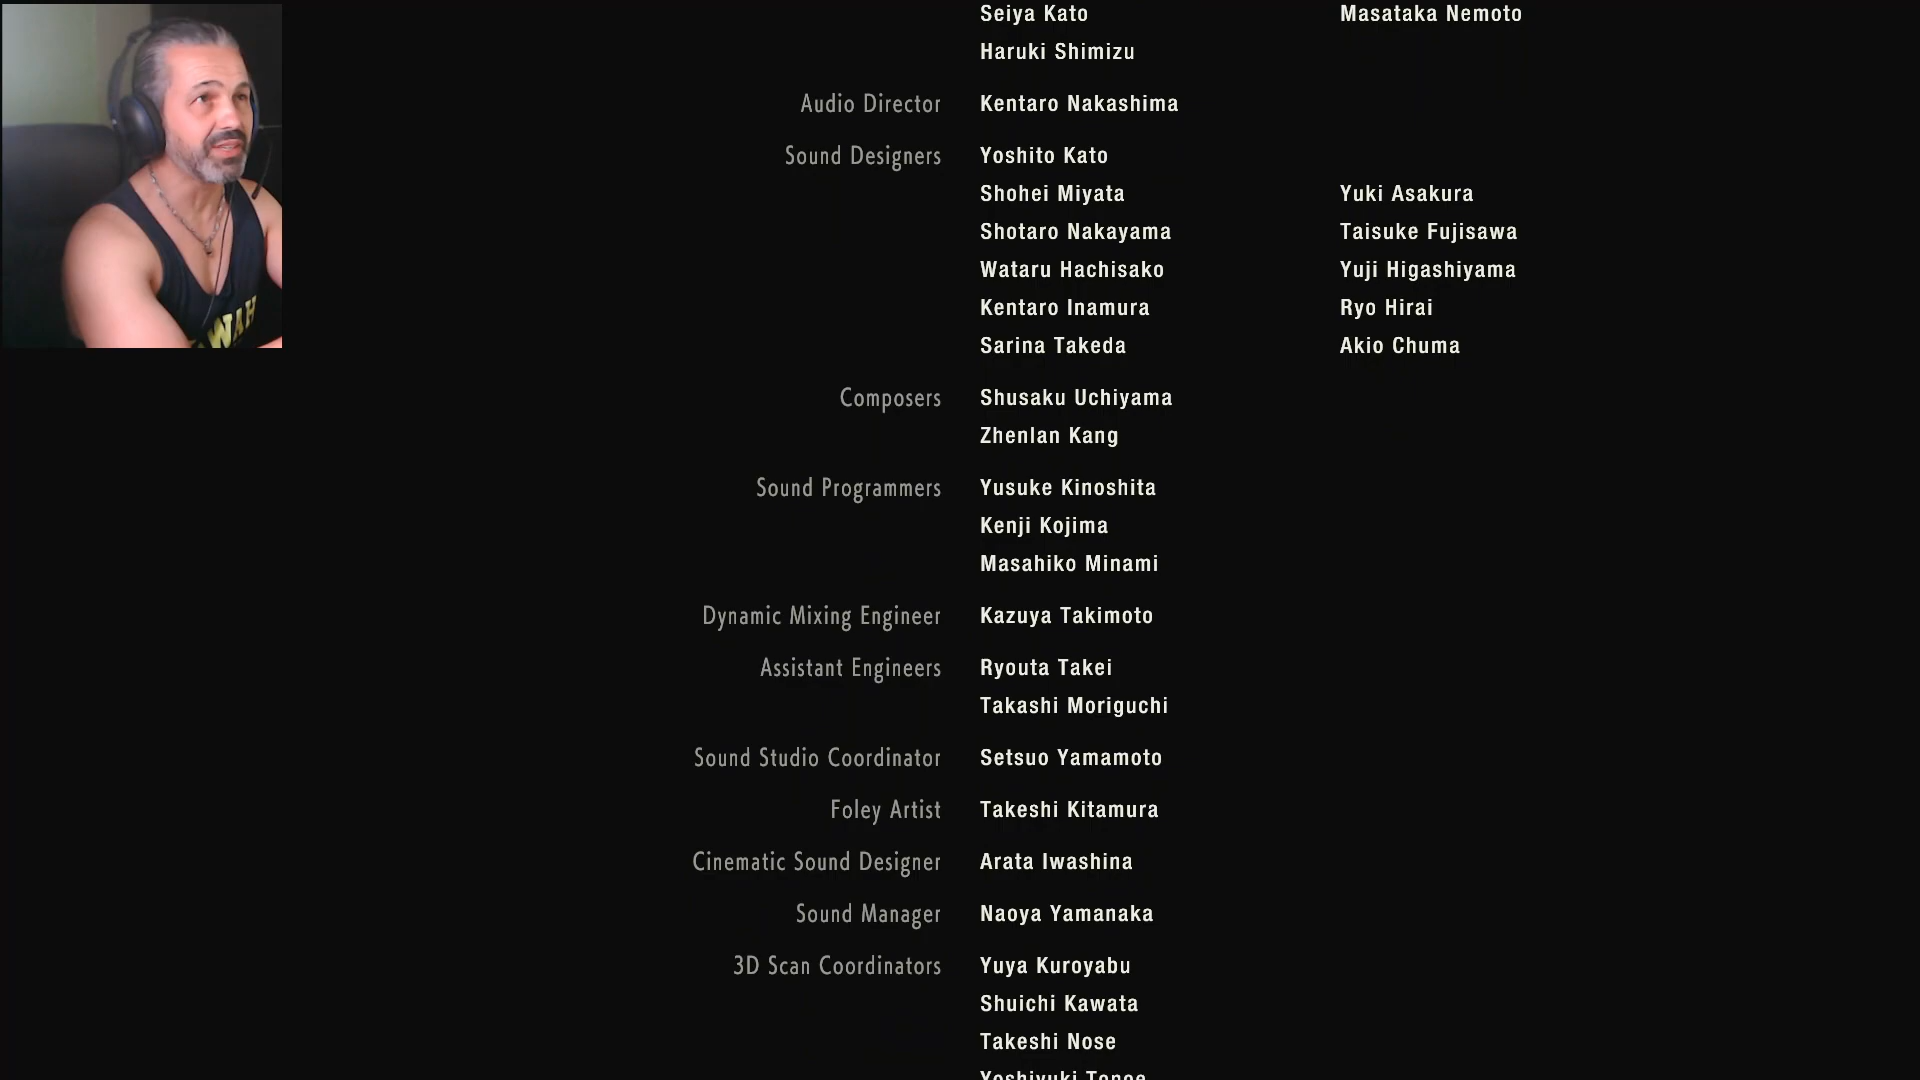 Seiya Kato Masataka Nemoto
Haruki Shimizu
Audio Director Kentaro Nakashima
Sound Designers Yoshito Kato
Shohei Miyata Yuki Asakura
Shotaro Nakayama Taisuke Fujisawa
Wataru Hachisako Yuji Higashiyama
Kentaro Inamura Ryo Hirai
Sarina Takeda Akio Chuma
Composers Shusaku Uchiyama
Zhenlan Kang
Sound Programmers Yusuke Kinoshita
Kenji Kojima
Masahiko Minami
Dynamic Mixing Engineer Kazuya Takimoto
Assistant Engineers Ryouta Takei
Takashi Moriguchi
Sound Studio Coordinator Setsuo Yamamoto
Foley Artist Takeshi Kitamura
Cinematic Sound Designer Arata Iwashina
Sound Manager Naoya Yamanaka
3D Scan Coordinators Yuya Kuroyabu
Shuichi Kawata
Takeshi Nose